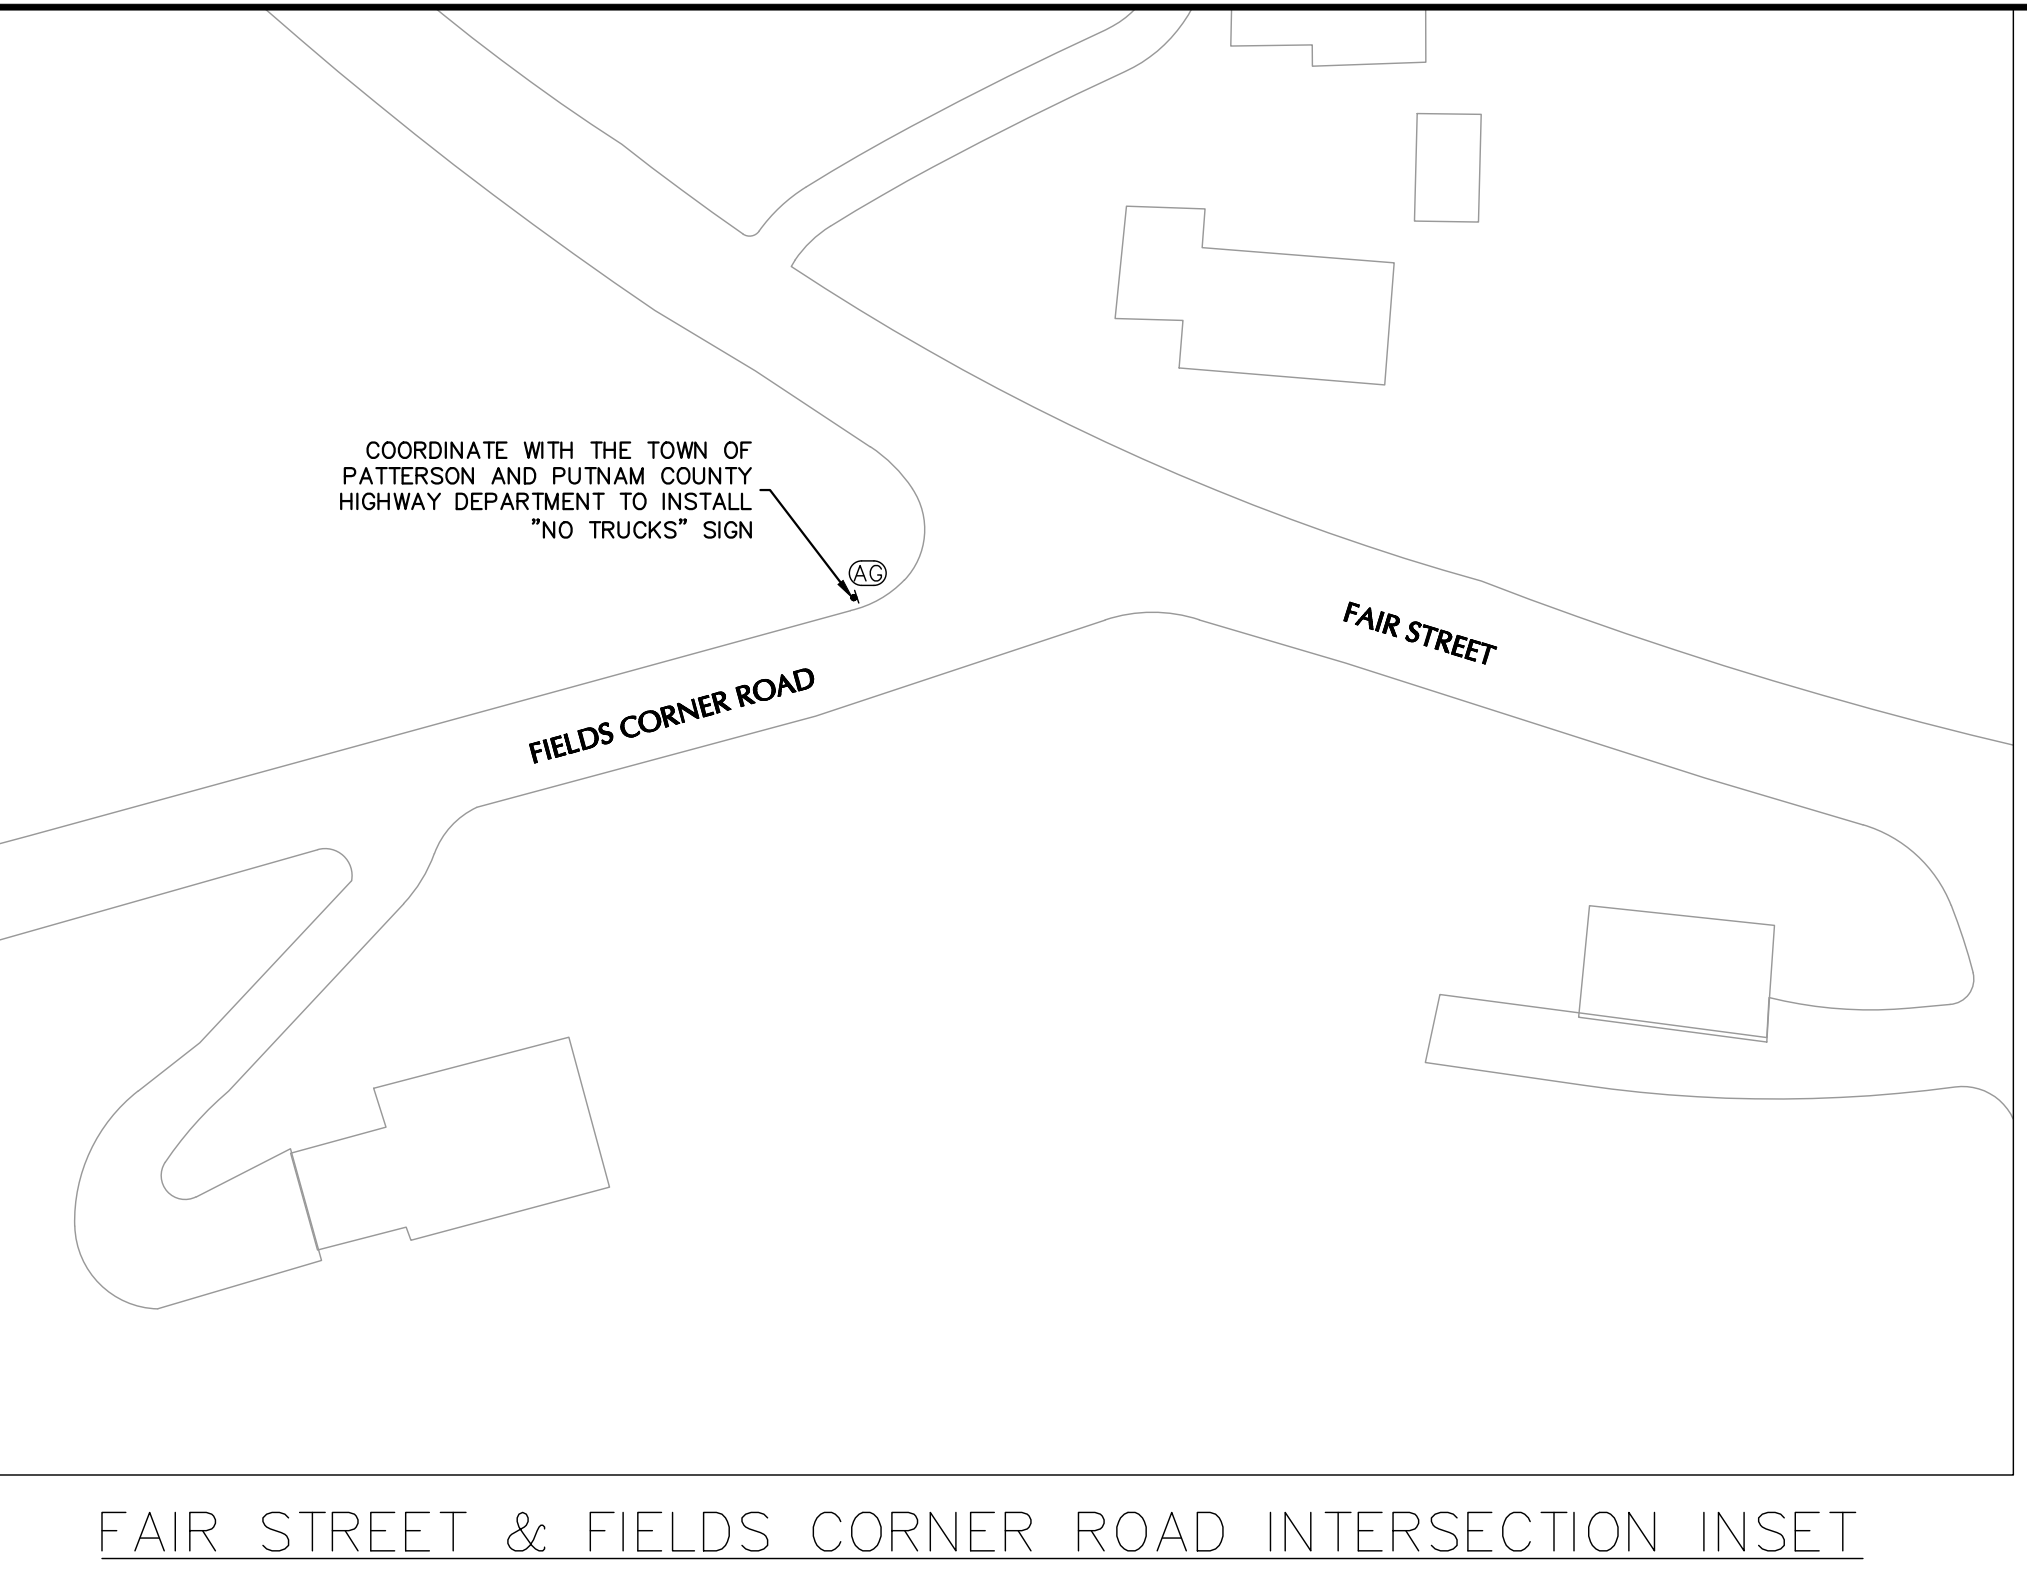 COORDINATE WITH THE TOWN OF
PATTERSON AND PUTNAM COUNTY
HIGHWAY DEPARTMENT TO INSTALL
"NO TRUCKS" SIGN
AG
FAIR STREET
FIELDS CORNER ROAD
FAIR STREET & FIELDS CORNER ROAD INTERSECTION INSET